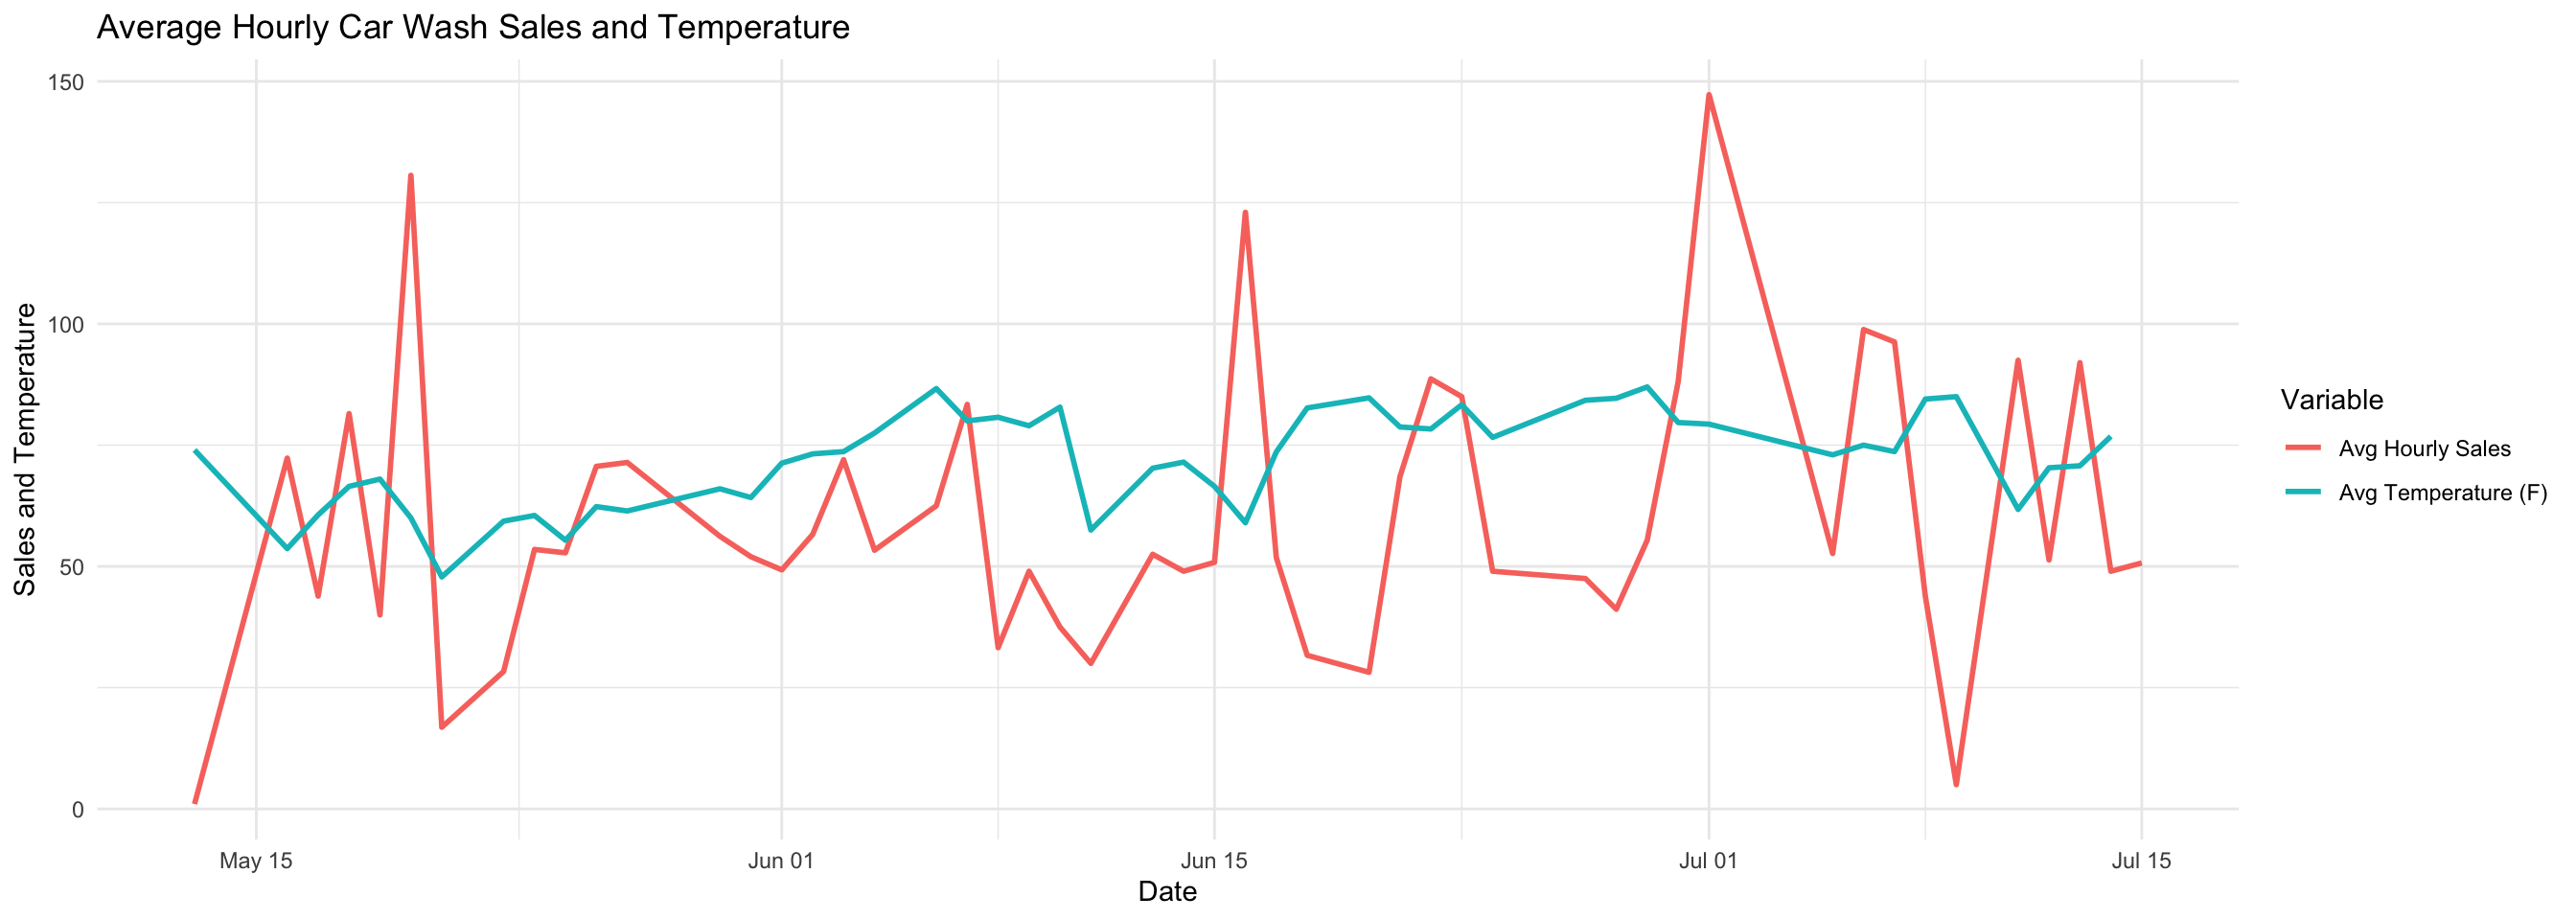 Average Hourly Car Wash Sales and Temperature
150
100
50
0
Sales and Temperature
May 15
Jun 01
Jun 15
Jul 01
Jul 15
Date
Variable
Avg Hourly Sales
Avg Temperature (F)